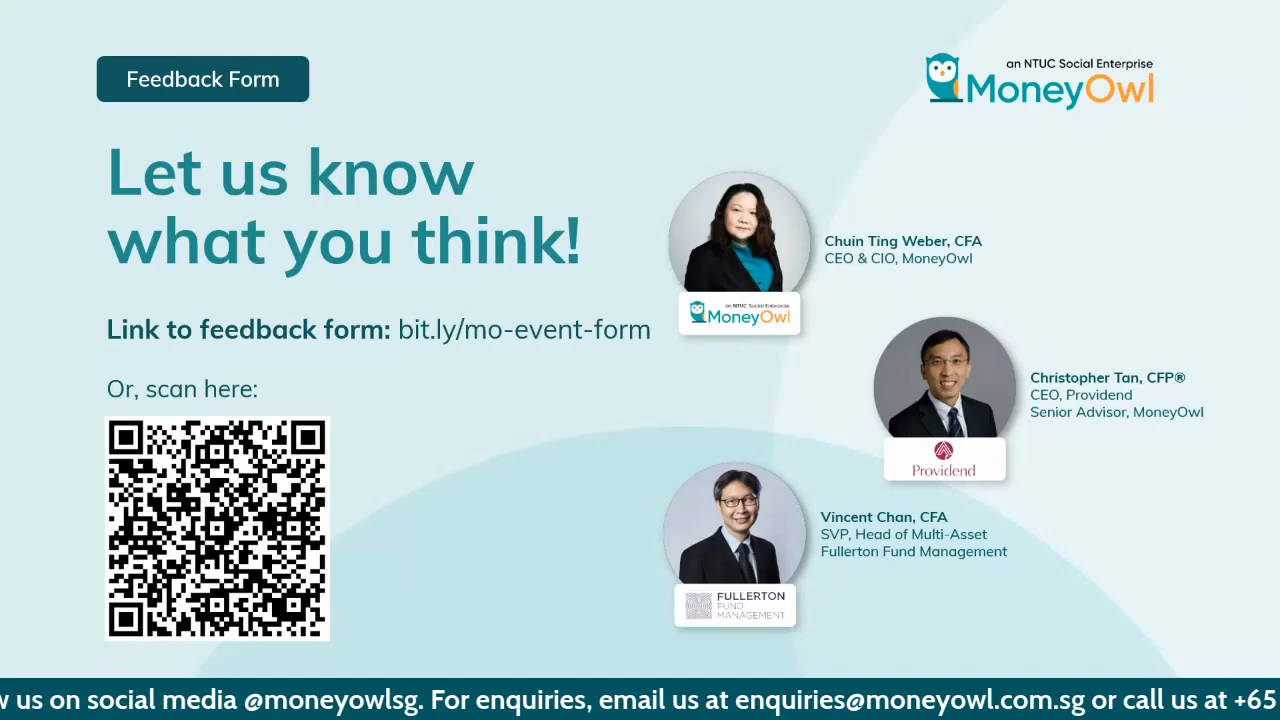 Feedback Form
an NTUC Social Enterprise
MoneyOwl
Let us know
what you think!
Link to feedback form: bit.ly/mo-event-form
Or, scan here:
an NTUC Social Enterprise
MoneyOwl
Chuin Ting Weber, CFA
CEO & CIO, MoneyOwl
Providend
Christopher Tan, CFP®
CEO, Providend
Senior Advisor, MoneyOwl
FULLERTON
FUND
MANAGEMENT
Vincent Chan, CFA
SVP, Head of Multi-Asset
Fullerton Fund Management
us on social media @moneyowlsg. For enquiries, email us at enquiries@moneyowl.com.sg or call us at +65